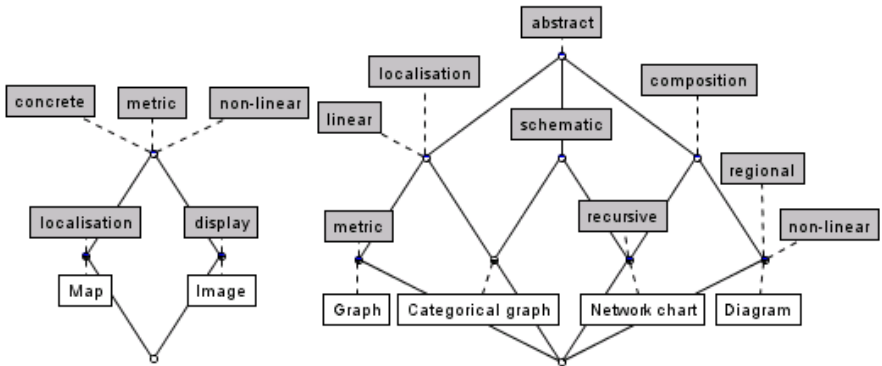 abstract
localisation
composition
concrete
metric
non-linear
linear
schematic
regional
localisation
display
metric
recursive
non-linear
Map
Image
Graph
Categorical graph
Network chart
Diagram